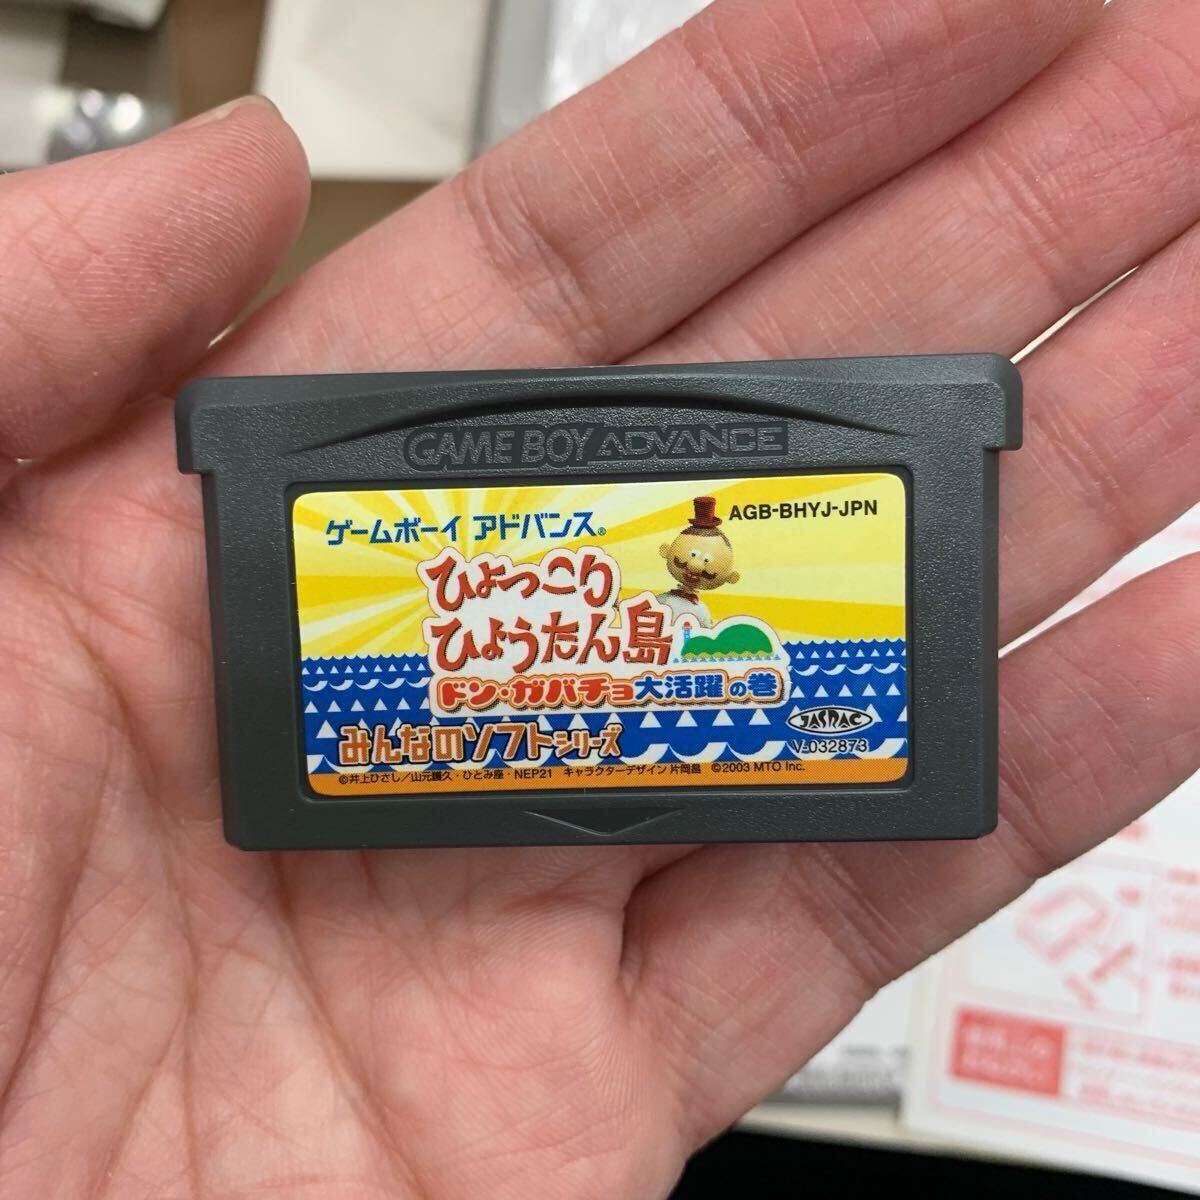 GAME BOY ADVANCE
ゲームボーイ アドバンス®
AGB-BHYJ-JPN
ひょっこり
ひょうたん島
ドン・ガバチョ大活躍の巻
みんなのソフトシリーズ
JASRAC
V-032873
©井上ひさし/山元護久・ひとみ座・NEP21 キャラクターデザイン 片岡昌 ©2003 MTO Inc.